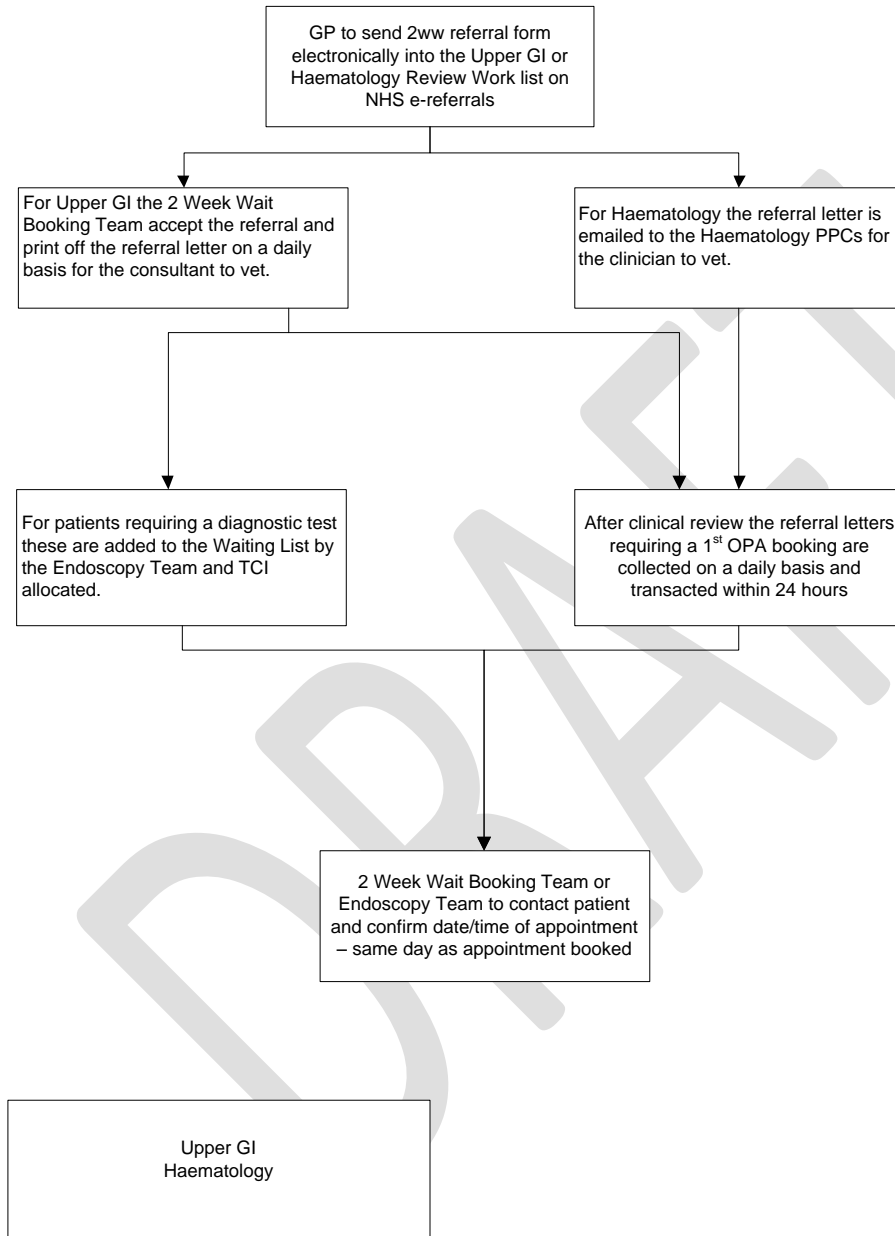 GP to send 2ww referral form
electronically into the Upper GI or
Haematology Review Work list on
NHS e-referrals
For Upper GI the 2 Week Wait
Booking Team accept the referral and
print off the referral letter on a daily
basis for the consultant to vet.
For Haematology the referral letter is
emailed to the Haematology PPCs for
the clinician to vet.
For patients requiring a diagnostic test
these are added to the Waiting List by
the Endoscopy Team and TCI
allocated.
After clinical review the referral letters
requiring a 1st OPA booking are
collected on a daily basis and
transacted within 24 hours
2 Week Wait Booking Team or
Endoscopy Team to contact patient
and confirm date/time of appointment
– same day as appointment booked
Upper GI
Haematology
DRAFT